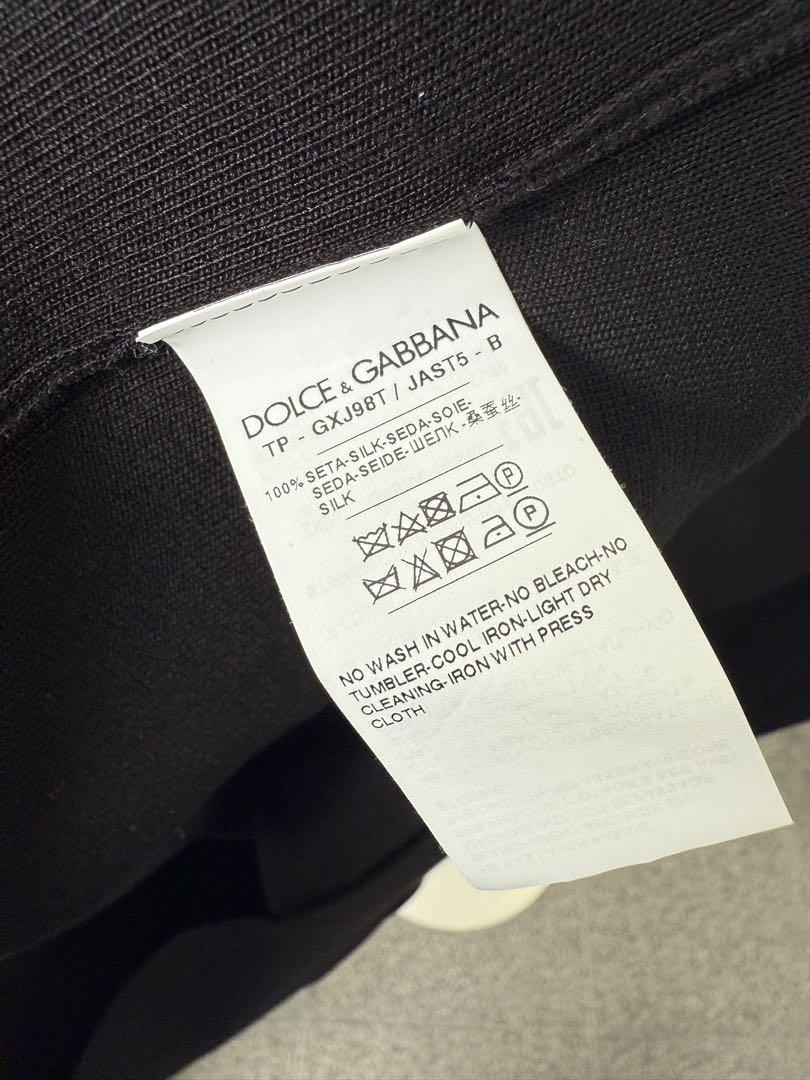 DOLCE & GABBANA
TP - GXJ98T / JAST5 - B
100% SETA-SILK-SEDA-SOIE-
SEDA-SEIDE-ШЕЛК-桑蚕丝-
SILK
NO WASH IN WATER-NO BLEACH-NO
TUMBLER-COOL IRON-LIGHT DRY
CLEANING-IRON WITH PRESS
CLOTH